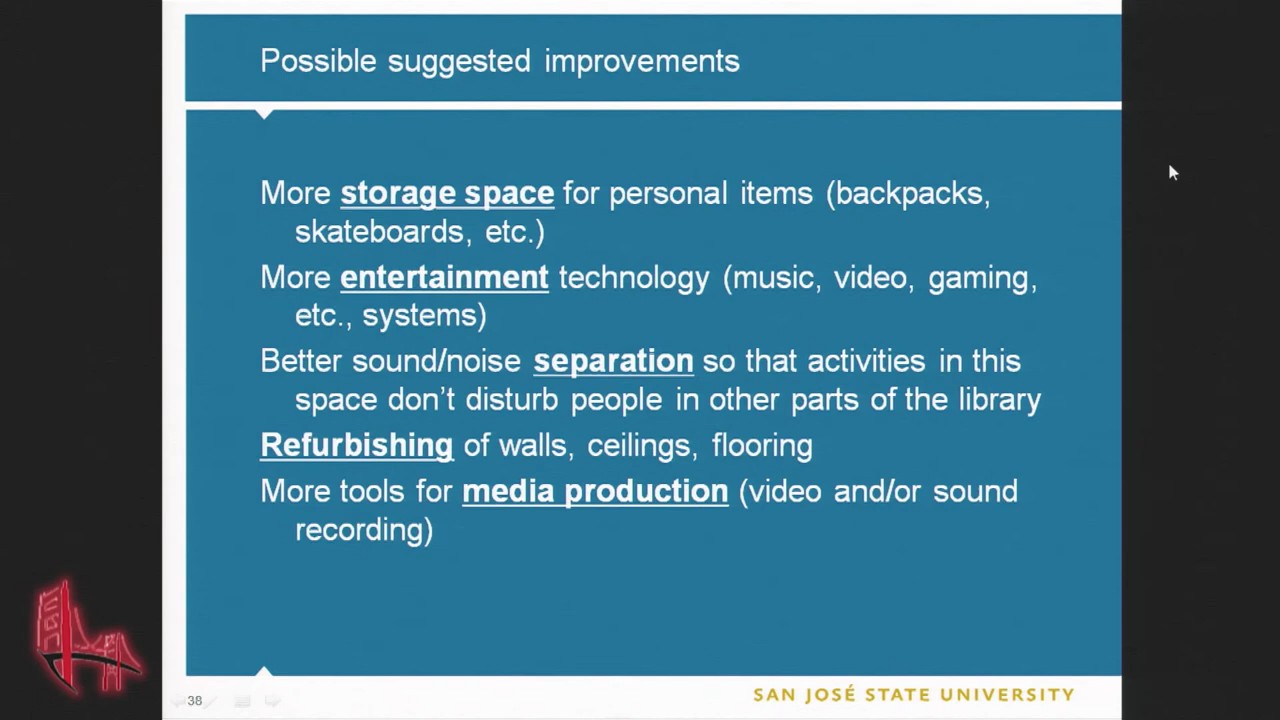 Possible suggested improvements
More storage space for personal items (backpacks,
skateboards, etc.)
More entertainment technology (music, video, gaming,
etc., systems)
Better sound/noise separation so that activities in this
space don’t disturb people in other parts of the library
Refurbishing of walls, ceilings, flooring
More tools for media production (video and/or sound
recording)
38
SAN JOSÉ STATE UNIVERSITY